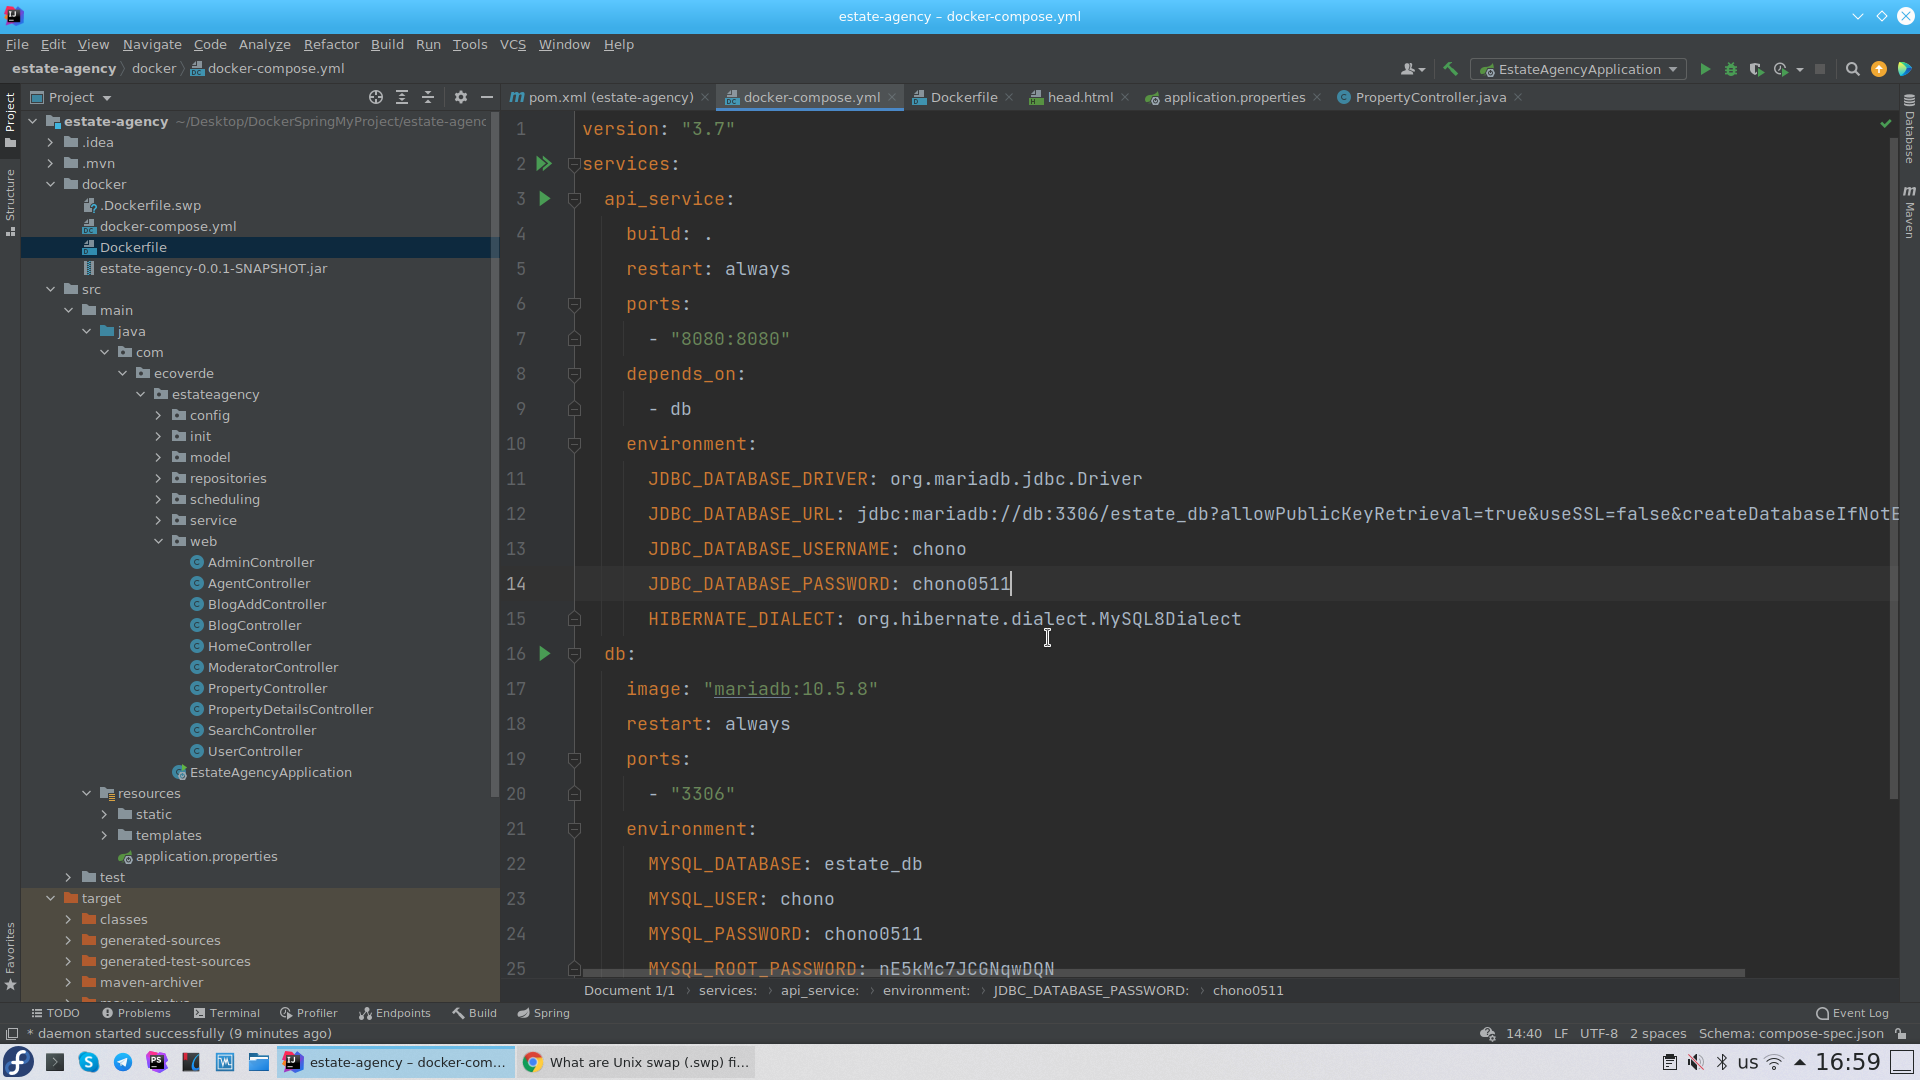 estate-agency – docker-compose.yml
File Edit View Navigate Code Analyze Refactor Build Run Tools VCS Window Help
estate-agency docker docker-compose.yml
EstateAgencyApplication
Project
pom.xml (estate-agency) docker-compose.yml Dockerfile head.html application.properties PropertyController.java
Project
Structure
Favorites
Database
Maven
estate-agency ~/Desktop/DockerSpringMyProject/estate-agenc
.idea
.mvn
docker
.Dockerfile.swp
docker-compose.yml
Dockerfile
estate-agency-0.0.1-SNAPSHOT.jar
src
main
java
com
ecoverde
estateagency
config
init
model
repositories
scheduling
service
web
AdminController
AgentController
BlogAddController
BlogController
HomeController
ModeratorController
PropertyController
PropertyDetailsController
SearchController
UserController
EstateAgencyApplication
resources
static
templates
application.properties
test
target
classes
generated-sources
generated-test-sources
maven-archiver
1 version: "3.7"
2 services:
3 api_service:
4 build: .
5 restart: always
6 ports:
7 - "8080:8080"
8 depends_on:
9 - db
10 environment:
11 JDBC_DATABASE_DRIVER: org.mariadb.jdbc.Driver
12 JDBC_DATABASE_URL: jdbc:mariadb://db:3306/estate_db?allowPublicKeyRetrieval=true&useSSL=false&createDatabaseIfNotE
13 JDBC_DATABASE_USERNAME: chono
14 JDBC_DATABASE_PASSWORD: chono0511
15 HIBERNATE_DIALECT: org.hibernate.dialect.MySQL8Dialect
16 db:
17 image: "mariadb:10.5.8"
18 restart: always
19 ports:
20 - "3306"
21 environment:
22 MYSQL_DATABASE: estate_db
23 MYSQL_USER: chono
24 MYSQL_PASSWORD: chono0511
25 MYSQL_ROOT_PASSWORD: nE5kMc7JCGNqwDQN
Document 1/1 services: api_service: environment: JDBC_DATABASE_PASSWORD: chono0511
TODO Problems Terminal Profiler Endpoints Build Spring Event Log
* daemon started successfully (9 minutes ago) 14:40 LF UTF-8 2 spaces Schema: compose-spec.json
estate-agency – docker-com... What are Unix swap (.swp) fi... us 16:59